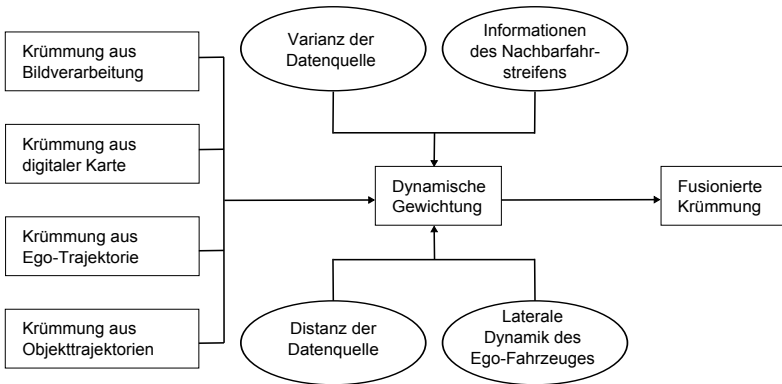 Krümmung aus
Bildverarbeitung
Krümmung aus
digitaler Karte
Krümmung aus
Ego-Trajektorie
Krümmung aus
Objekttrajektorien
Varianz der
Datenquelle
Informationen
des Nachbarfahr-
streifens
Dynamische
Gewichtung
Distanz der
Datenquelle
Laterale
Dynamik des
Ego-Fahrzeuges
Fusionierte
Krümmung